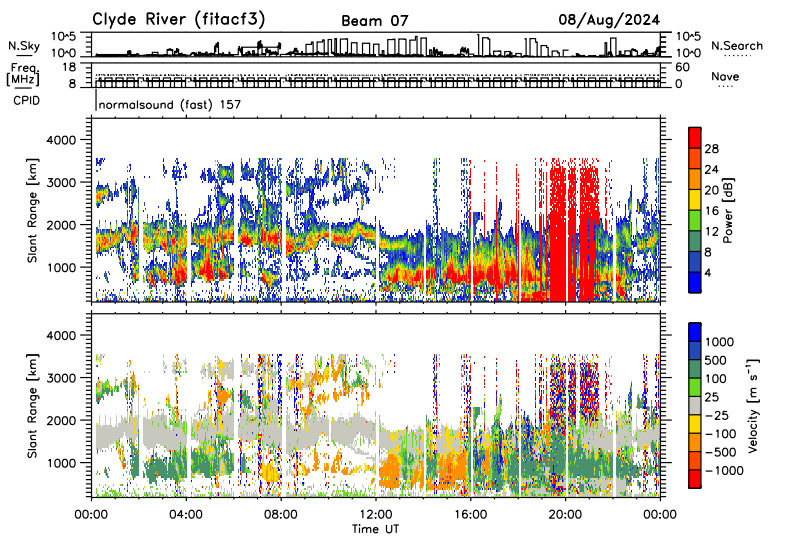 Clyde River (fitacf3) Beam 07 08/Aug/2024
N.Sky 10^5 10^0 10^5 10^0 N.Search
Freq. [MHz] 18 8 60 0 Nave
CPID normalsound (fast) 157
Slant Range [km] 4000 3000 2000 1000
Power [dB] 28 24 20 16 12 8 4
Slant Range [km] 4000 3000 2000 1000
Velocity [m s⁻¹] 1000 500 100 25 −25 −100 −500 −1000
00:00 04:00 08:00 12:00 16:00 20:00 00:00
Time UT